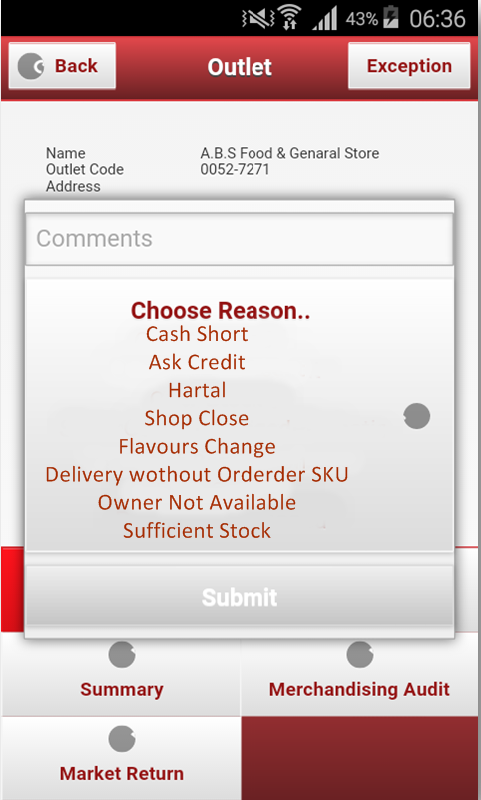 43% 06:36
Back Outlet Exception
Name A.B.S Food & Genaral Store
Outlet Code 0052-7271
Address
Comments
Choose Reason..
Cash Short
Ask Credit
Hartal
Shop Close
Flavours Change
Delivery wothout Orderder SKU
Owner Not Available
Sufficient Stock
Submit
Summary Merchandising Audit
Market Return